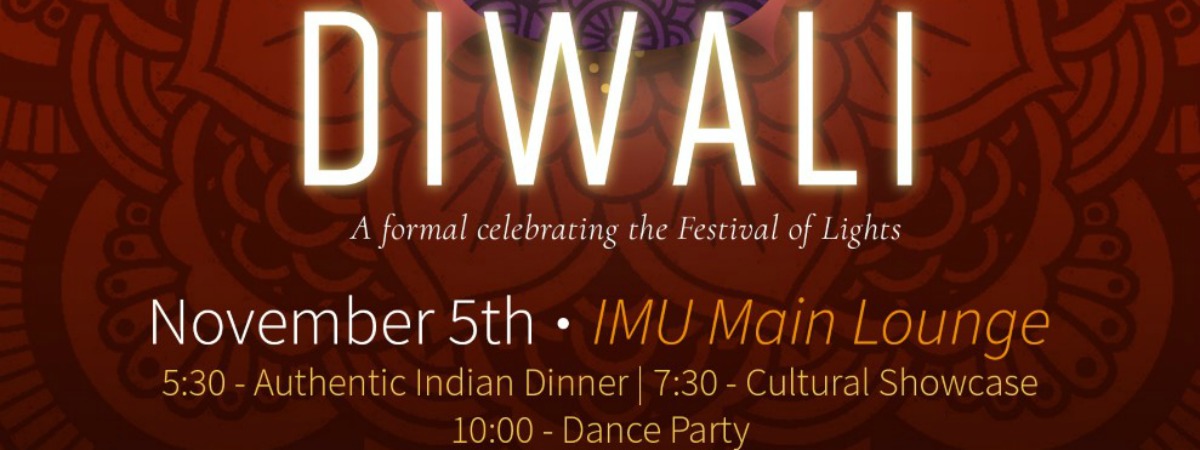 DIWALI
A formal celebrating the Festival of Lights
November 5th • IMU Main Lounge
5:30 - Authentic Indian Dinner | 7:30 - Cultural Showcase
10:00 - Dance Party